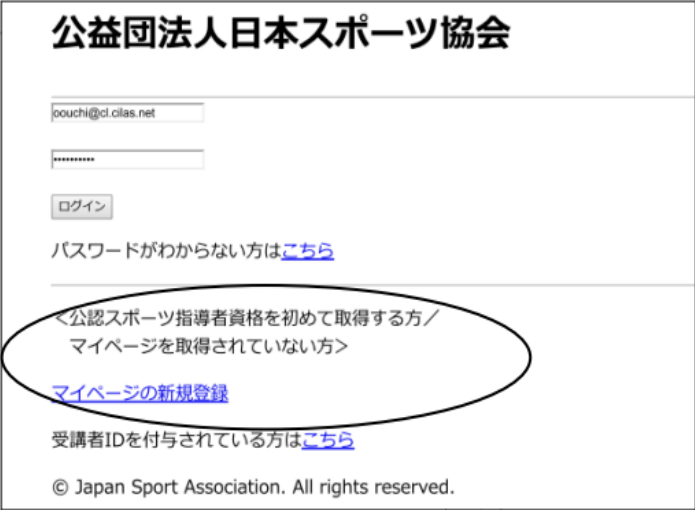 公益団法人日本スポーツ協会
oouchi@cl.cilas.net
••••••••••
ログイン
パスワードがわからない方はこちら
＜公認スポーツ指導者資格を初めて取得する方／
マイページを取得されていない方＞
マイページの新規登録
受講者IDを付与されている方はこちら
© Japan Sport Association. All rights reserved.